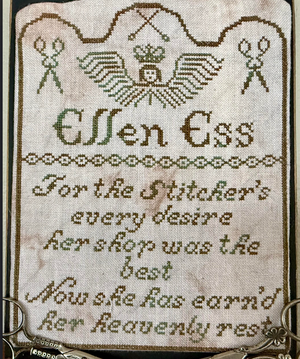 Ellen Ess
For the Stitcher's
every desire
her shop was the
best
Now she has earn'd
her heavenly rest